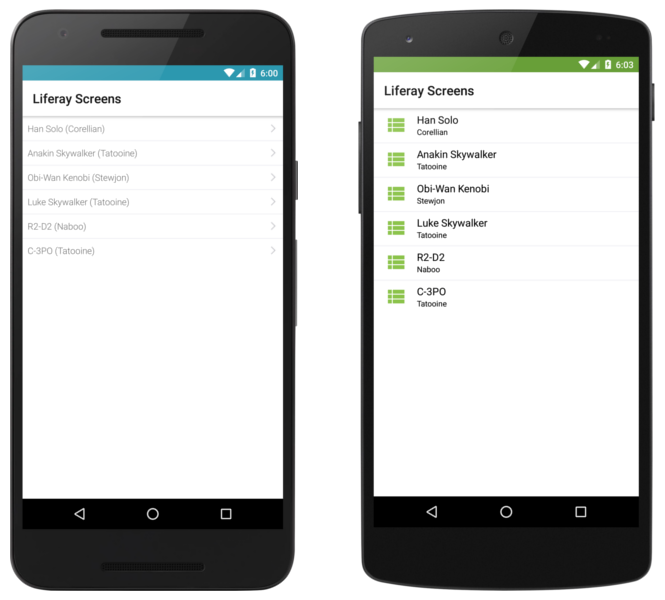 6:00
Liferay Screens
Han Solo (Corellian)
Anakin Skywalker (Tatooine)
Obi-Wan Kenobi (Stewjon)
Luke Skywalker (Tatooine)
R2-D2 (Naboo)
C-3PO (Tatooine)
6:03
Liferay Screens
Han Solo
Corellian
Anakin Skywalker
Tatooine
Obi-Wan Kenobi
Stewjon
Luke Skywalker
Tatooine
R2-D2
Naboo
C-3PO
Tatooine